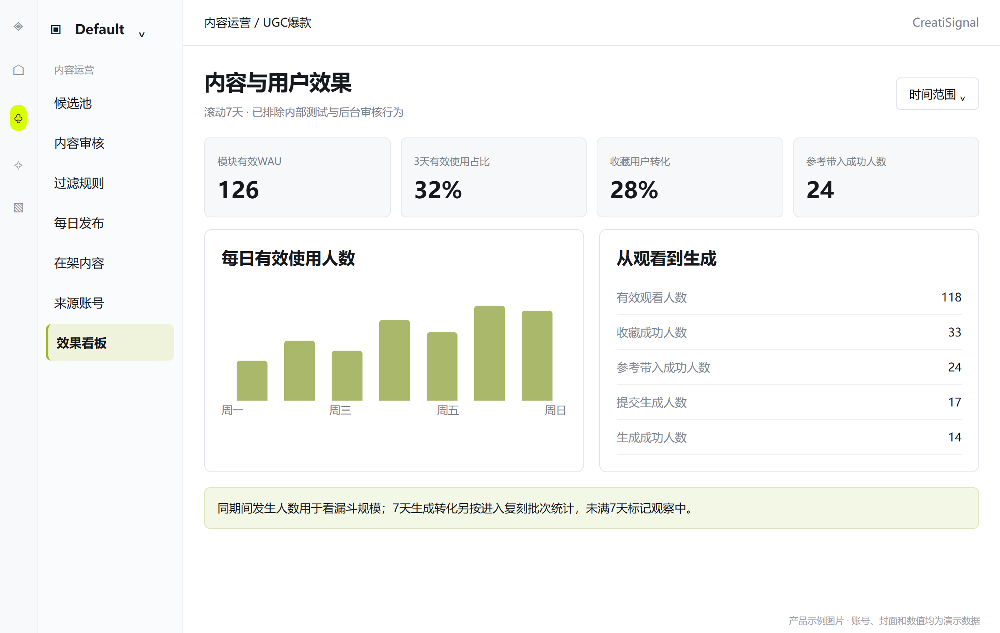 Default
内容运营
候选池
内容审核
过滤规则
每日发布
在架内容
来源账号
效果看板
内容运营 / UGC爆款
CreatiSignal
内容与用户效果
滚动7天 · 已排除内部测试与后台审核行为
时间范围
模块有效WAU
126
3天有效使用占比
32%
收藏用户转化
28%
参考带入成功人数
24
每日有效使用人数
周一 周三 周五 周日
从观看到生成
有效观看人数 118
收藏成功人数 33
参考带入成功人数 24
提交生成人数 17
生成成功人数 14
同期间发生人数用于看漏斗规模；7天生成转化另按进入复刻批次统计，未满7天标记观察中。
产品示例图片 · 账号、封面和数值均为演示数据